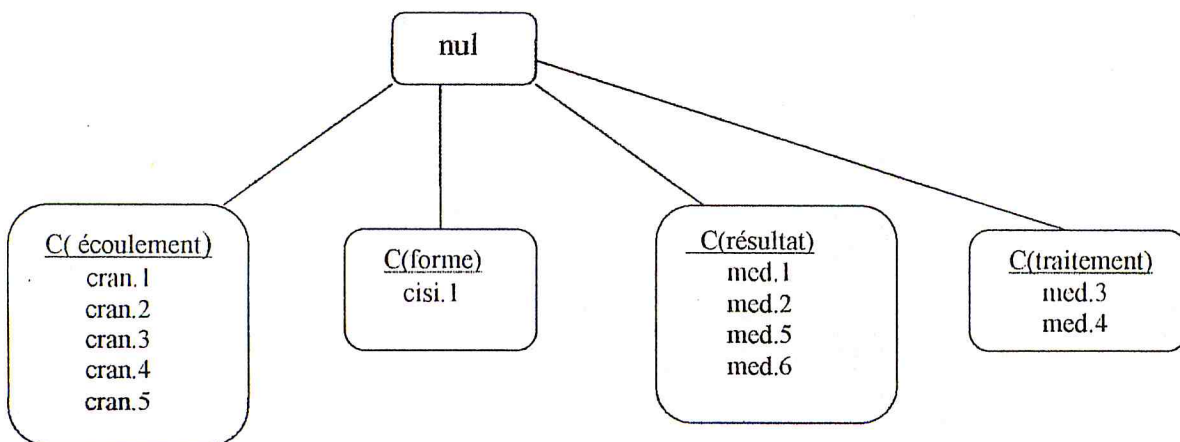 nul
C( écoulement)
cran.1
cran.2
cran.3
cran.4
cran.5
C(forme)
cisi.1
C(résultat)
med.1
med.2
med.5
med.6
C(traitement)
med.3
med.4